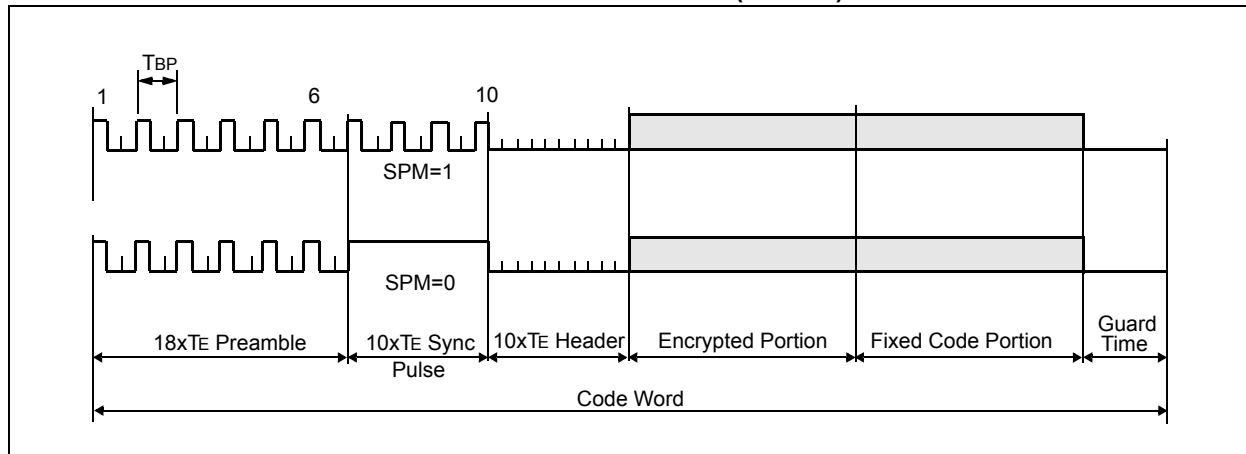 TBP
1
6
10
SPM=1
SPM=0
18xTE Preamble
10xTE Sync
Pulse
10xTE Header
Encrypted Portion
Fixed Code Portion
Guard
Time
Code Word